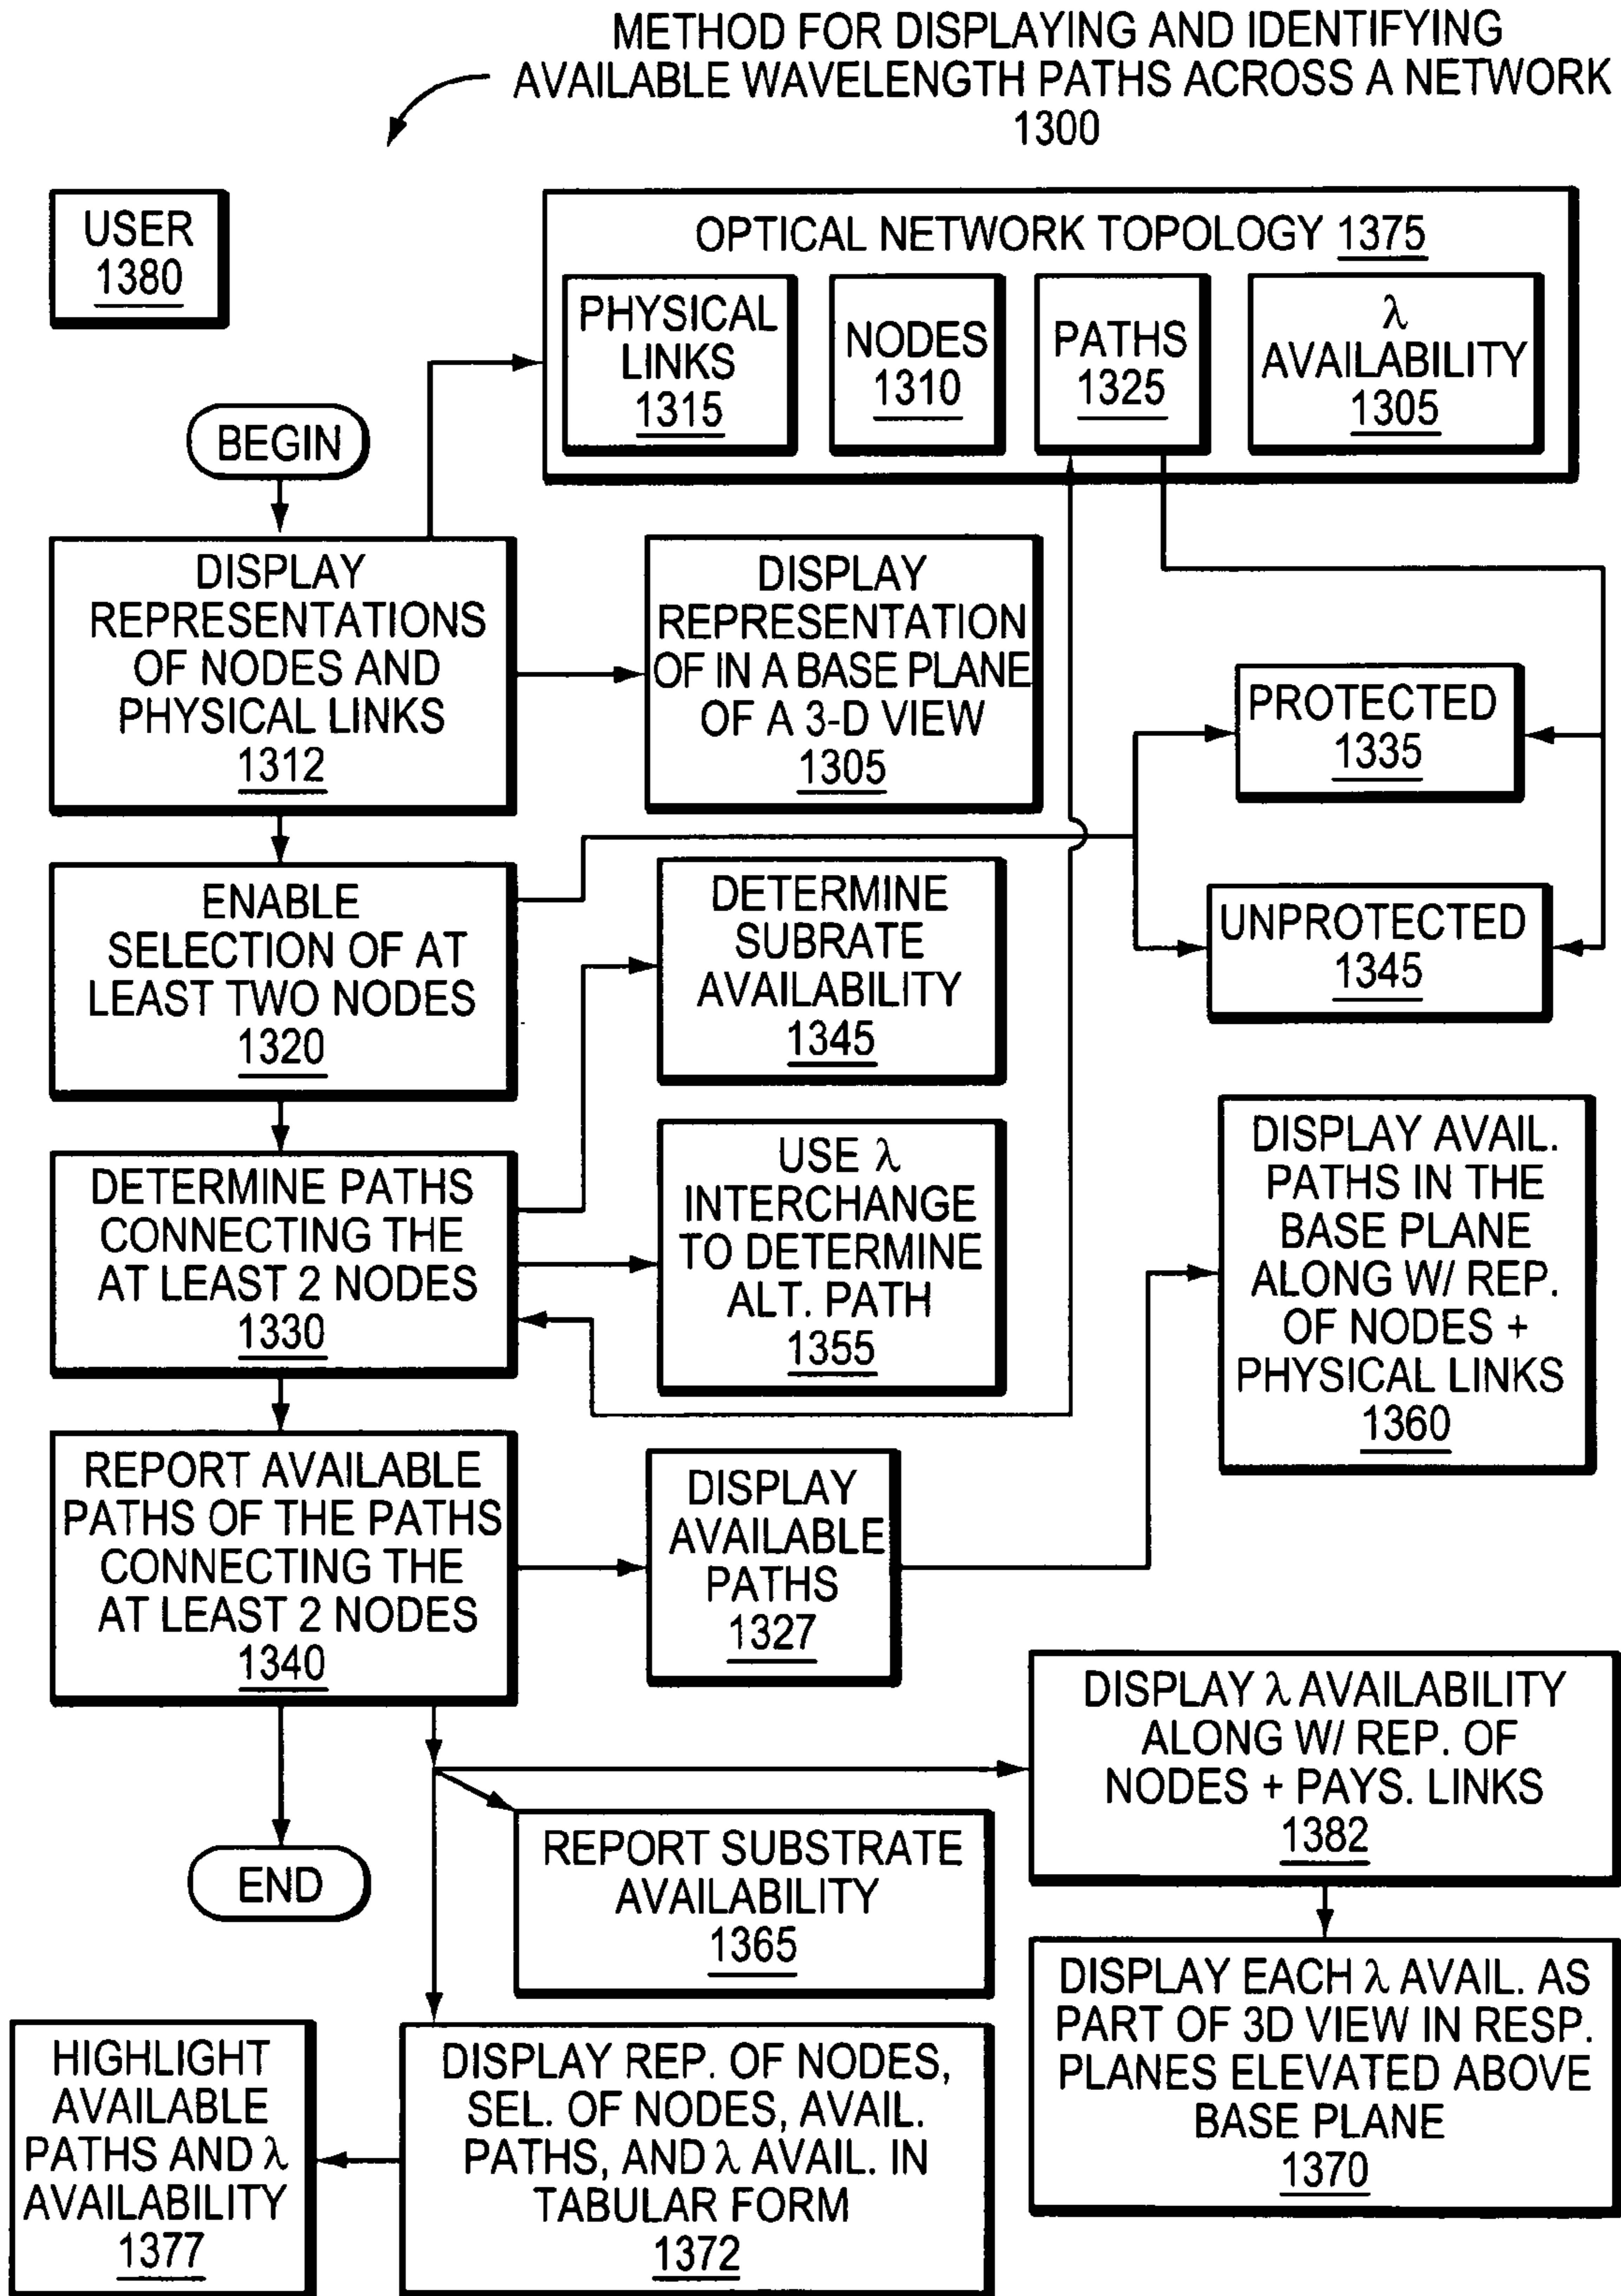 METHOD FOR DISPLAYING AND IDENTIFYING
AVAILABLE WAVELENGTH PATHS ACROSS A NETWORK
1300
USER
1380
OPTICAL NETWORK TOPOLOGY 1375
PHYSICAL
LINKS
1315
NODES
1310
PATHS
1325
λ
AVAILABILITY
1305
BEGIN
DISPLAY
REPRESENTATIONS
OF NODES AND
PHYSICAL LINKS
1312
DISPLAY
REPRESENTATION
OF IN A BASE PLANE
OF A 3-D VIEW
1305
PROTECTED
1335
ENABLE
SELECTION OF AT
LEAST TWO NODES
1320
DETERMINE
SUBRATE
AVAILABILITY
1345
UNPROTECTED
1345
DETERMINE PATHS
CONNECTING THE
AT LEAST 2 NODES
1330
USE λ
INTERCHANGE
TO DETERMINE
ALT. PATH
1355
DISPLAY AVAIL.
PATHS IN THE
BASE PLANE
ALONG W/ REP.
OF NODES +
PHYSICAL LINKS
1360
REPORT AVAILABLE
PATHS OF THE PATHS
CONNECTING THE
AT LEAST 2 NODES
1340
DISPLAY
AVAILABLE
PATHS
1327
DISPLAY λ AVAILABILITY
ALONG W/ REP. OF
NODES + PAYS. LINKS
1382
END
REPORT SUBSTRATE
AVAILABILITY
1365
DISPLAY EACH λ AVAIL. AS
PART OF 3D VIEW IN RESP.
PLANES ELEVATED ABOVE
BASE PLANE
1370
HIGHLIGHT
AVAILABLE
PATHS AND λ
AVAILABILITY
1377
DISPLAY REP. OF NODES,
SEL. OF NODES, AVAIL.
PATHS, AND λ AVAIL. IN
TABULAR FORM
1372